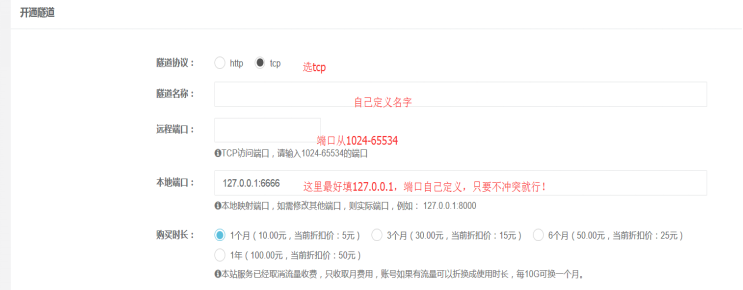 开通隧道
隧道协议： http tcp 选tcp
隧道名称： 自己定义名字
远程端口： 端口从1024-65534
TCP访问端口，请输入1024-65534的端口
本地端口： 127.0.0.1:6666 这里最好填127.0.0.1，端口自己定义，只要不冲突就行！
本地映射端口，如需修改其他端口，则实际端口，例如： 127.0.0.1:8000
购买时长： 1个月（10.00元，当前折扣价：5元） 3个月（30.00元，当前折扣价：15元） 6个月（50.00元，当前折扣价：25元）
1年（100.00元，当前折扣价：50元）
本站服务已经取消流量收费，只收取月费用，账号如果有流量可以折换成使用时长，每10G可换一个月。